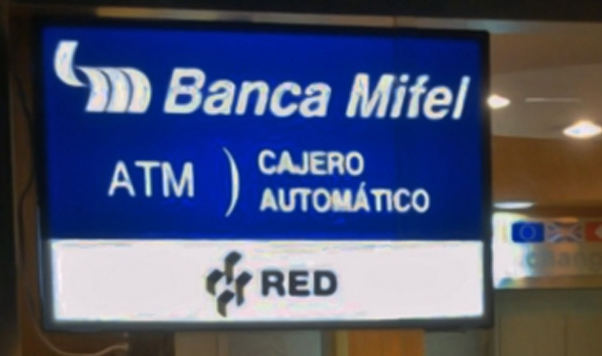 Banca Mifel
ATM ) CAJERO
AUTOMÁTICO
RED